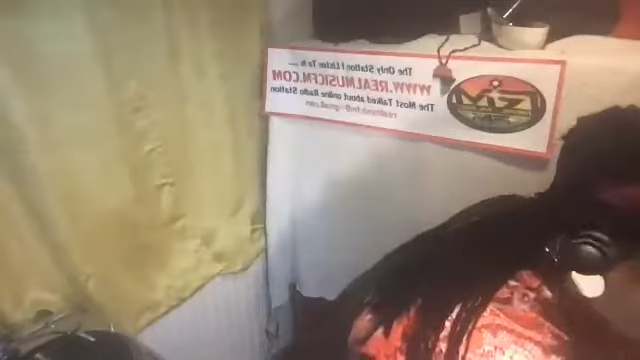 The Only Station I Listen To Is ....
WWW.REALMUSICFM.COM
The Most Talked about online Radio Station